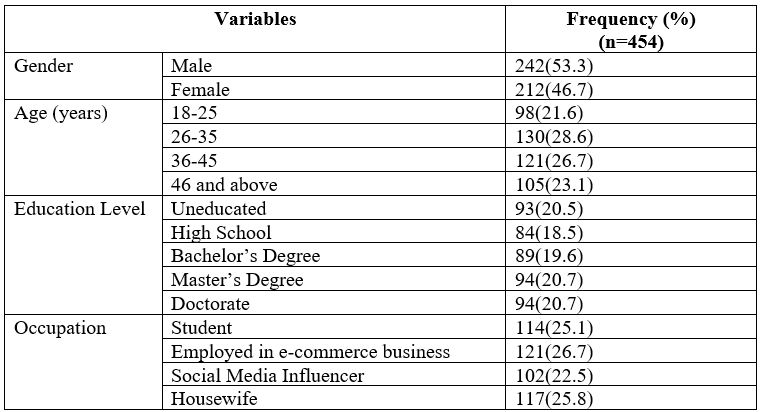 Variables Frequency (%)
(n=454)
Gender Male 242(53.3)
Female 212(46.7)
Age (years) 18-25 98(21.6)
26-35 130(28.6)
36-45 121(26.7)
46 and above 105(23.1)
Education Level Uneducated 93(20.5)
High School 84(18.5)
Bachelor’s Degree 89(19.6)
Master’s Degree 94(20.7)
Doctorate 94(20.7)
Occupation Student 114(25.1)
Employed in e-commerce business 121(26.7)
Social Media Influencer 102(22.5)
Housewife 117(25.8)